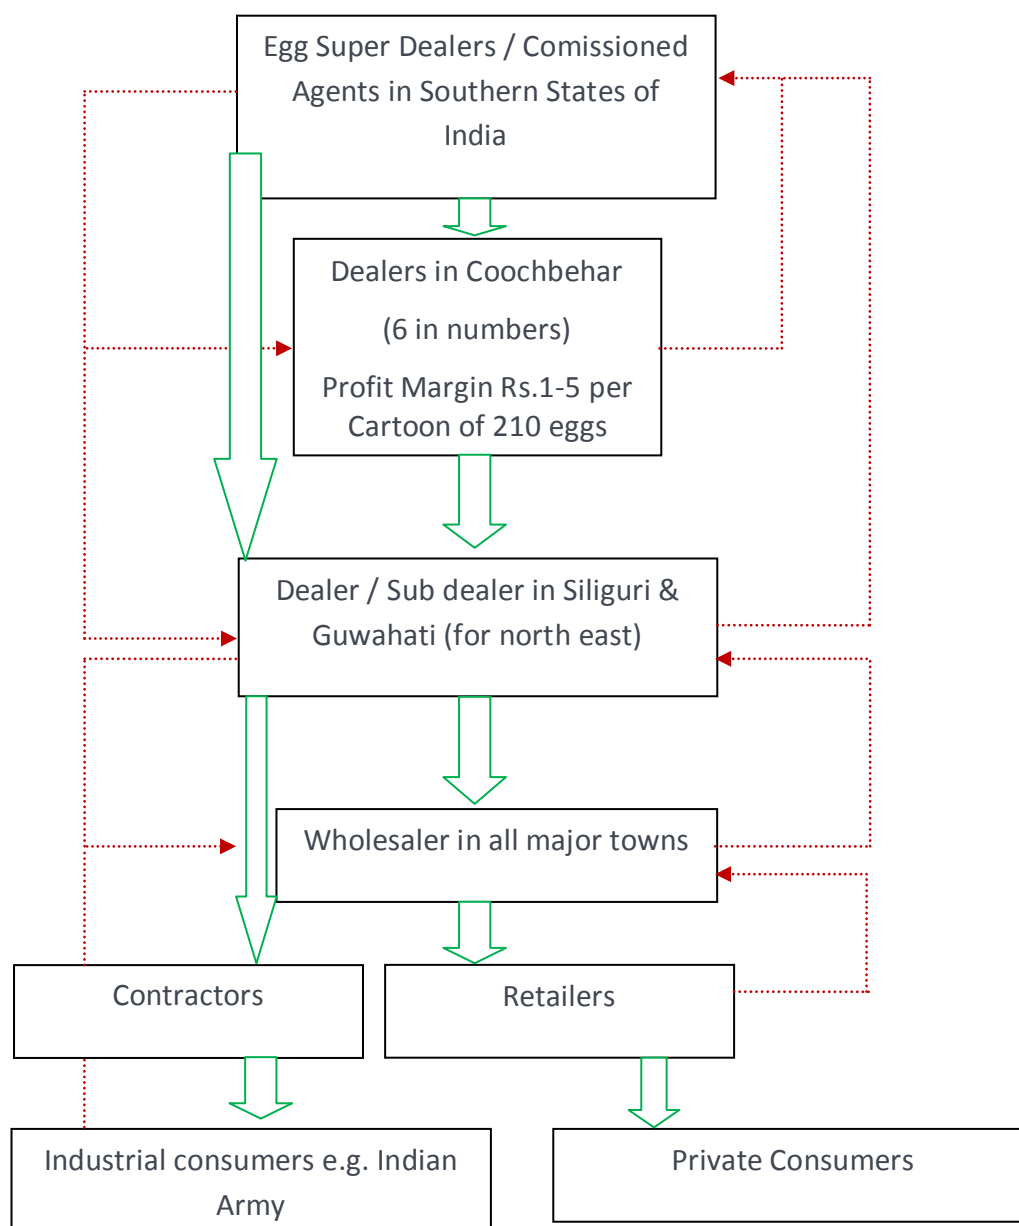 Egg Super Dealers / Comissioned
Agents in Southern States of
India
Dealers in Coochbehar
(6 in numbers)
Profit Margin Rs.1-5 per
Cartoon of 210 eggs
Dealer / Sub dealer in Siliguri &
Guwahati (for north east)
Wholesaler in all major towns
Contractors
Retailers
Industrial consumers e.g. Indian
Army
Private Consumers